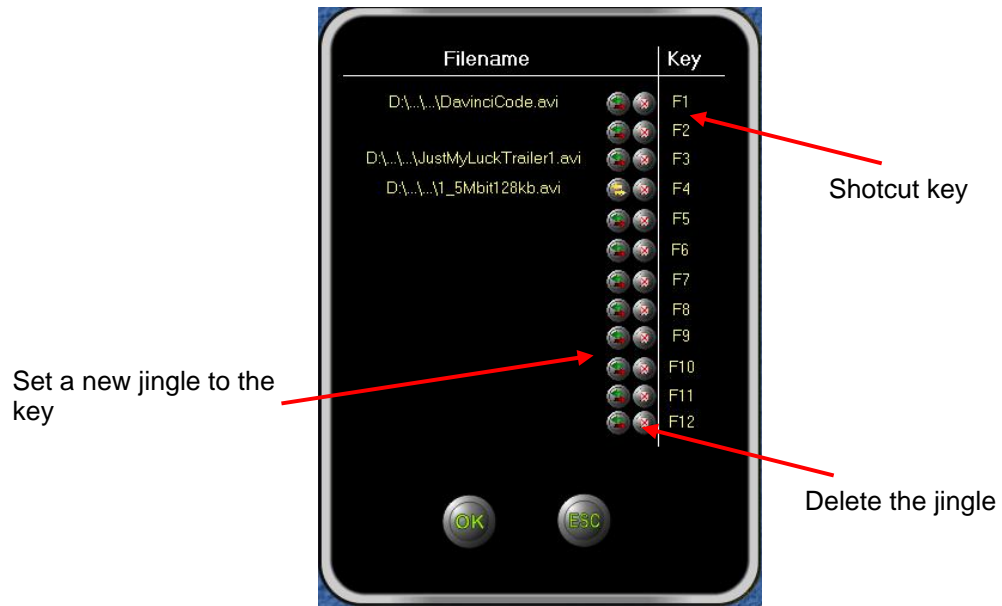 Filename Key
D:\...\...\DavinciCode.avi F1
F2
D:\...\...\JustMyLuckTrailer1.avi F3
D:\...\...\1_5Mbit128kb.avi F4
F5
F6
F7
F8
F9
F10
F11
F12
OK ESC
Shotcut key
Set a new jingle to the
key
Delete the jingle